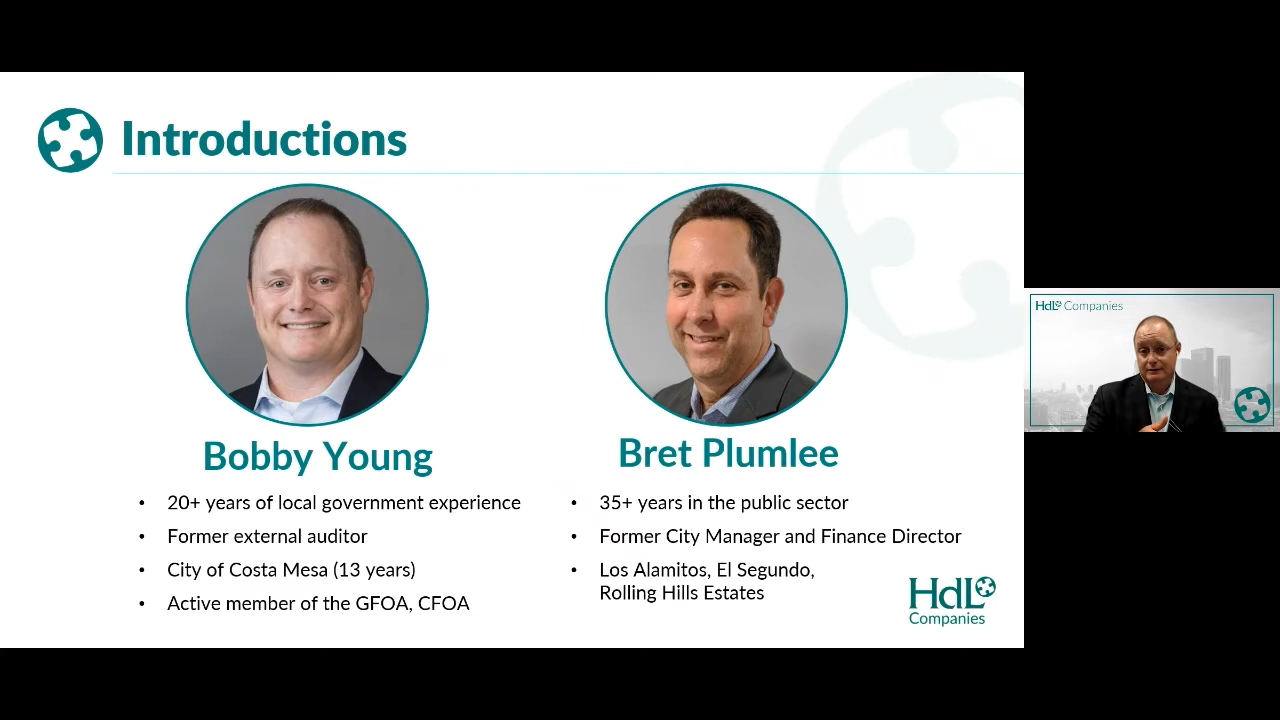 Introductions
Bobby Young
• 20+ years of local government experience
• Former external auditor
• City of Costa Mesa (13 years)
• Active member of the GFOA, CFOA
Bret Plumlee
• 35+ years in the public sector
• Former City Manager and Finance Director
• Los Alamitos, El Segundo,
Rolling Hills Estates
HdL
Companies
HdL Companies